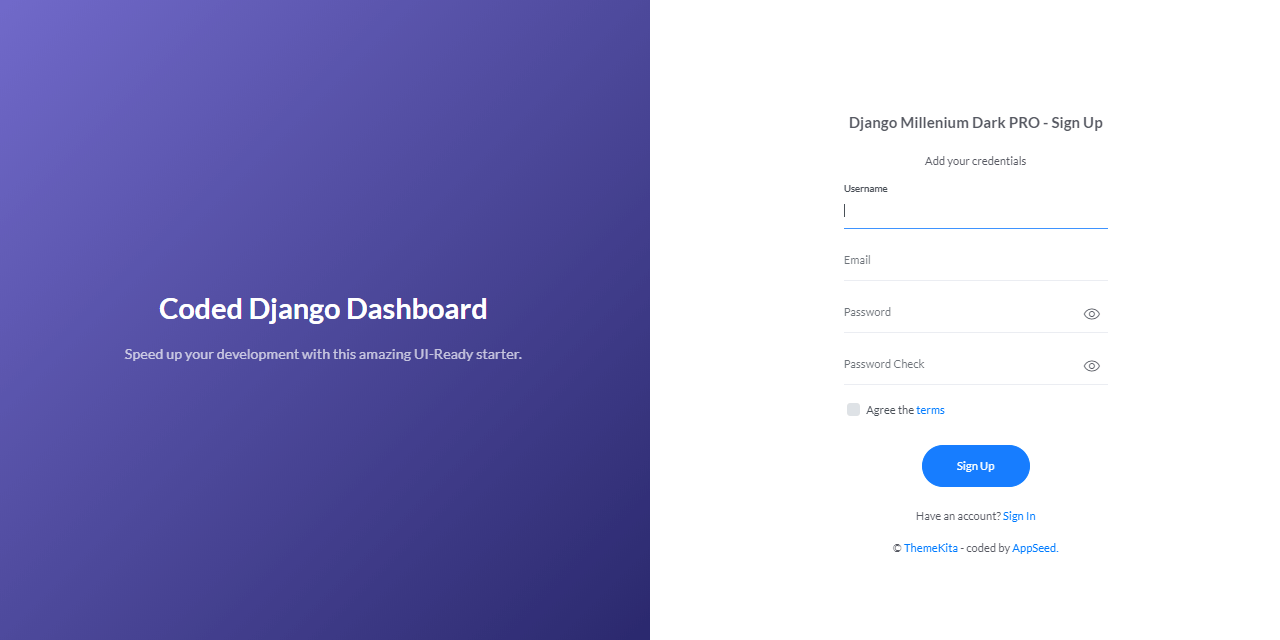 Coded Django Dashboard
Speed up your development with this amazing UI-Ready starter.
Django Millenium Dark PRO - Sign Up
Add your credentials
Username
Email
Password
Password Check
Agree the terms
Sign Up
Have an account? Sign In
© ThemeKita - coded by AppSeed.